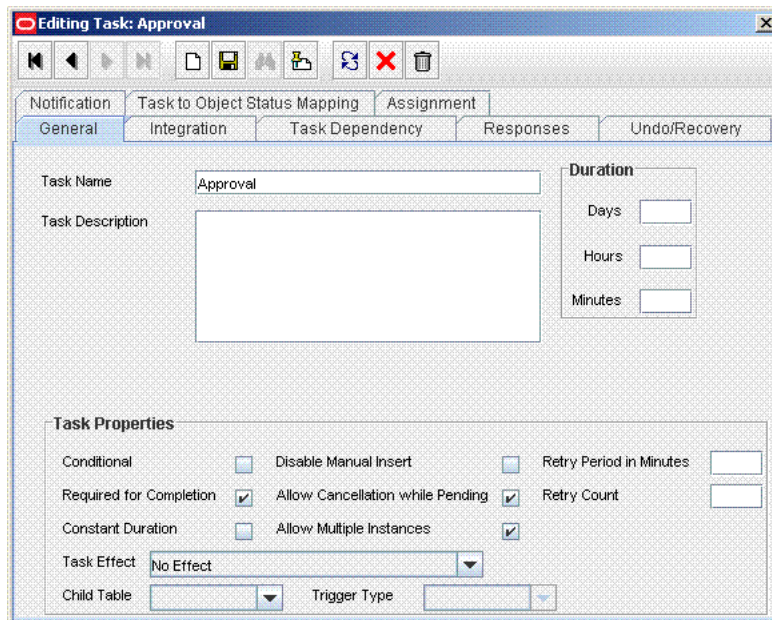 Editing Task: Approval
Notification Task to Object Status Mapping Assignment
General Integration Task Dependency Responses Undo/Recovery
Task Name Approval
Duration
Days
Task Description
Hours
Minutes
Task Properties
Conditional Disable Manual Insert Retry Period in Minutes
Required for Completion Allow Cancellation while Pending Retry Count
Constant Duration Allow Multiple Instances
Task Effect No Effect
Child Table Trigger Type